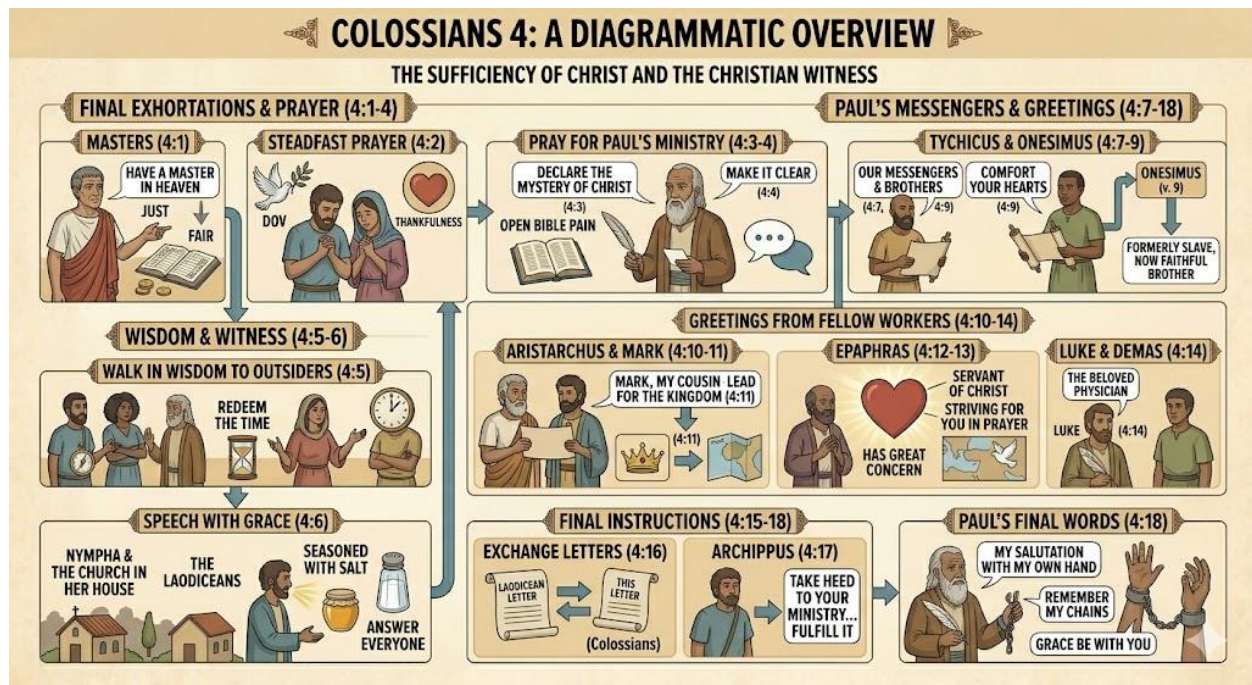 COLOSSIANS 4: A DIAGRAMMATIC OVERVIEW
THE SUFFICIENCY OF CHRIST AND THE CHRISTIAN WITNESS
FINAL EXHORTATIONS & PRAYER (4:1-4)
MASTERS (4:1)
HAVE A MASTER
IN HEAVEN
JUST
FAIR
STEADFAST PRAYER (4:2)
DOV
THANKFULNESS
PRAY FOR PAUL'S MINISTRY (4:3-4)
DECLARE THE
MYSTERY OF CHRIST
(4:3)
OPEN BIBLE PAIN
MAKE IT CLEAR
(4:4)
PAUL'S MESSENGERS & GREETINGS (4:7-18)
TYCHICUS & ONESIMUS (4:7-9)
OUR MESSENGERS
& BROTHERS
(4:7,
4:9)
COMFORT
YOUR HEARTS
(4:9)
ONESIMUS
(v. 9)
FORMERLY SLAVE,
NOW FAITHFUL
BROTHER
WISDOM & WITNESS (4:5-6)
WALK IN WISDOM TO OUTSIDERS (4:5)
REDEEM
THE TIME
SPEECH WITH GRACE (4:6)
NYMPHA &
THE CHURCH IN
HER HOUSE
THE
LAODICEANS
SEASONED
WITH SALT
ANSWER
EVERYONE
GREETINGS FROM FELLOW WORKERS (4:10-14)
ARISTARCHUS & MARK (4:10-11)
MARK, MY COUSIN-LEAD
FOR THE KINGDOM (4:11)
(4:11)
EPAPHRAS (4:12-13)
SERVANT
OF CHRIST
STRIVING FOR
YOU IN PRAYER
HAS GREAT
CONCERN
LUKE & DEMAS (4:14)
THE BELOVED
PHYSICIAN
LUKE
(4:14)
FINAL INSTRUCTIONS (4:15-18)
EXCHANGE LETTERS (4:16)
LAODICEAN
LETTER
THIS
LETTER
(Colossians)
ARCHIPPUS (4:17)
TAKE HEED
TO YOUR
MINISTRY...
FULFILL IT
PAUL'S FINAL WORDS (4:18)
MY SALUTATION
WITH MY OWN HAND
REMEMBER
MY CHAINS
GRACE BE WITH YOU